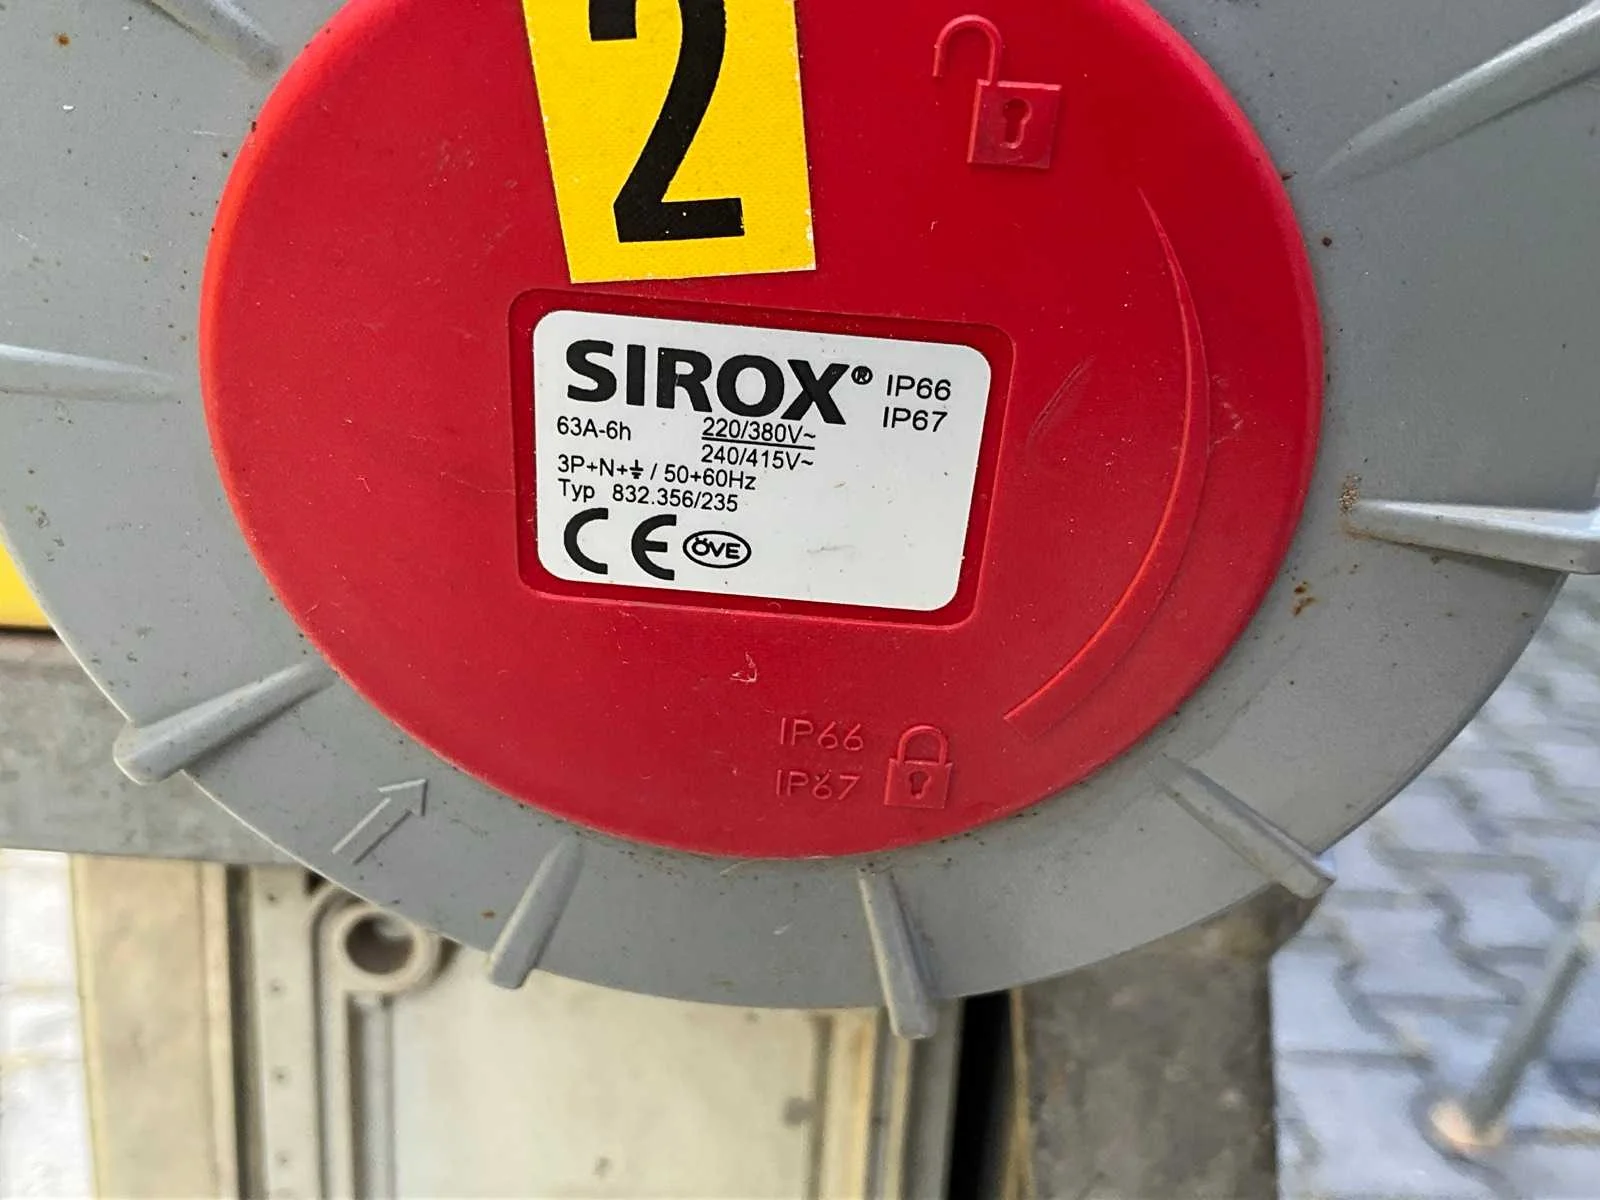 2
SIROX® IP66
IP67
63A-6h 220/380V~
240/415V~
3P+N+⏚ / 50+60Hz
Typ 832.356/235
CE ÖVE
IP66
IP67